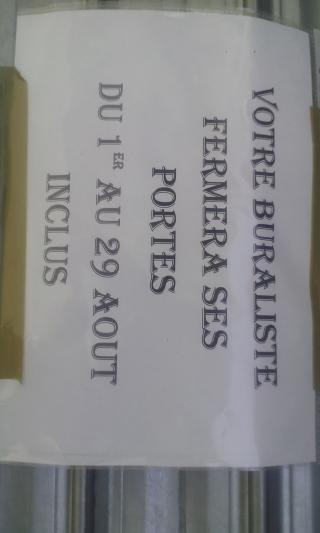 VOTRE BURALISTE
FERMERA SES
PORTES
DU 1ER AU 29 AOUT
INCLUS